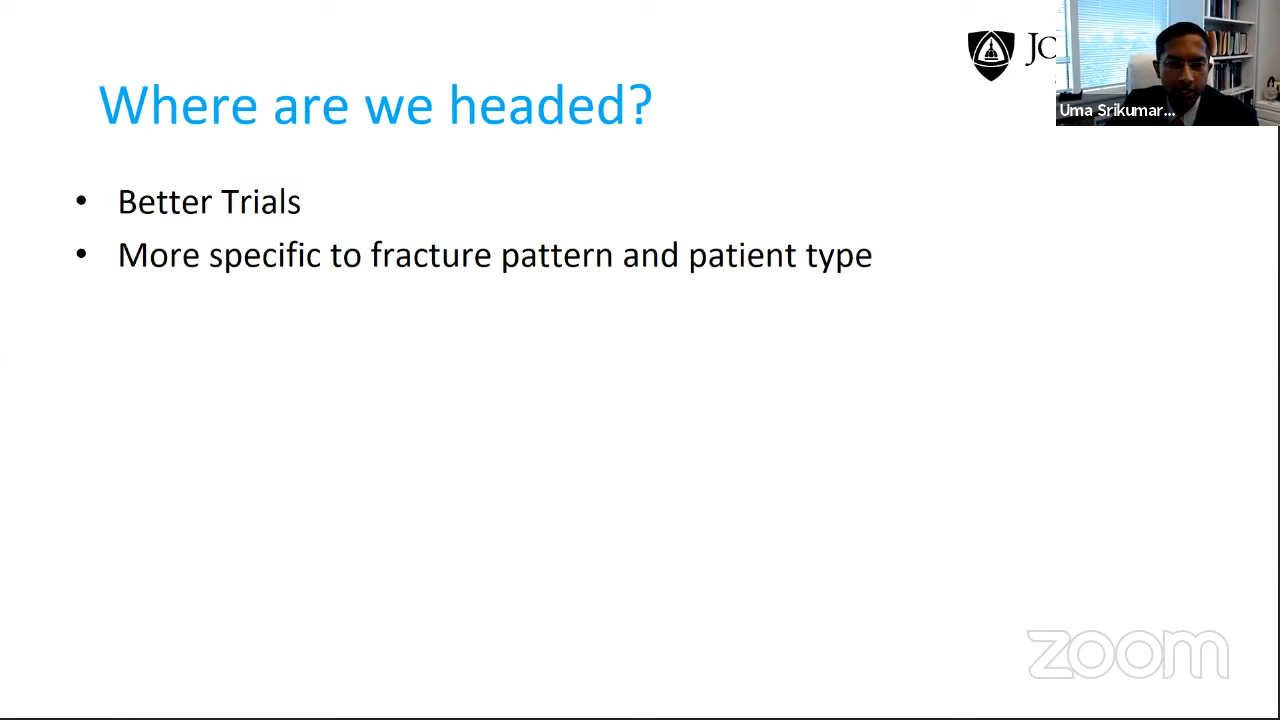 Where are we headed?
• Better Trials
• More specific to fracture pattern and patient type
Uma Srikumar...
zoom